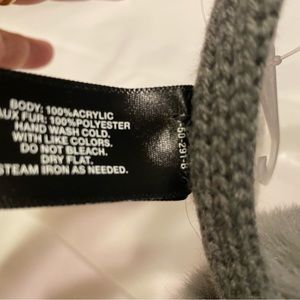 BODY: 100%ACRYLIC
AUX FUR: 100%POLYESTER
HAND WASH COLD.
WITH LIKE COLORS.
DO NOT BLEACH.
DRY FLAT.
STEAM IRON AS NEEDED.